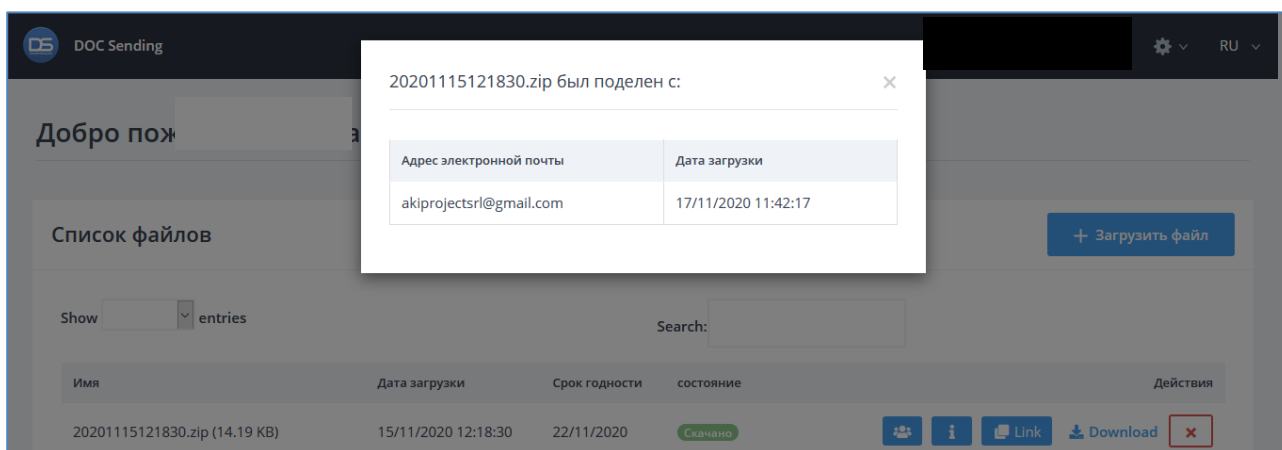 DS DOC Sending
RU
20201115121830.zip был поделен с:
Добро пож
Адрес электронной почты Дата загрузки
akiprojectsrl@gmail.com 17/11/2020 11:42:17
Список файлов
+ Загрузить файл
Show entries
Search:
Имя Дата загрузки Срок годности состояние Действия
20201115121830.zip (14.19 KB) 15/11/2020 12:18:30 22/11/2020 Скачано i Link Download